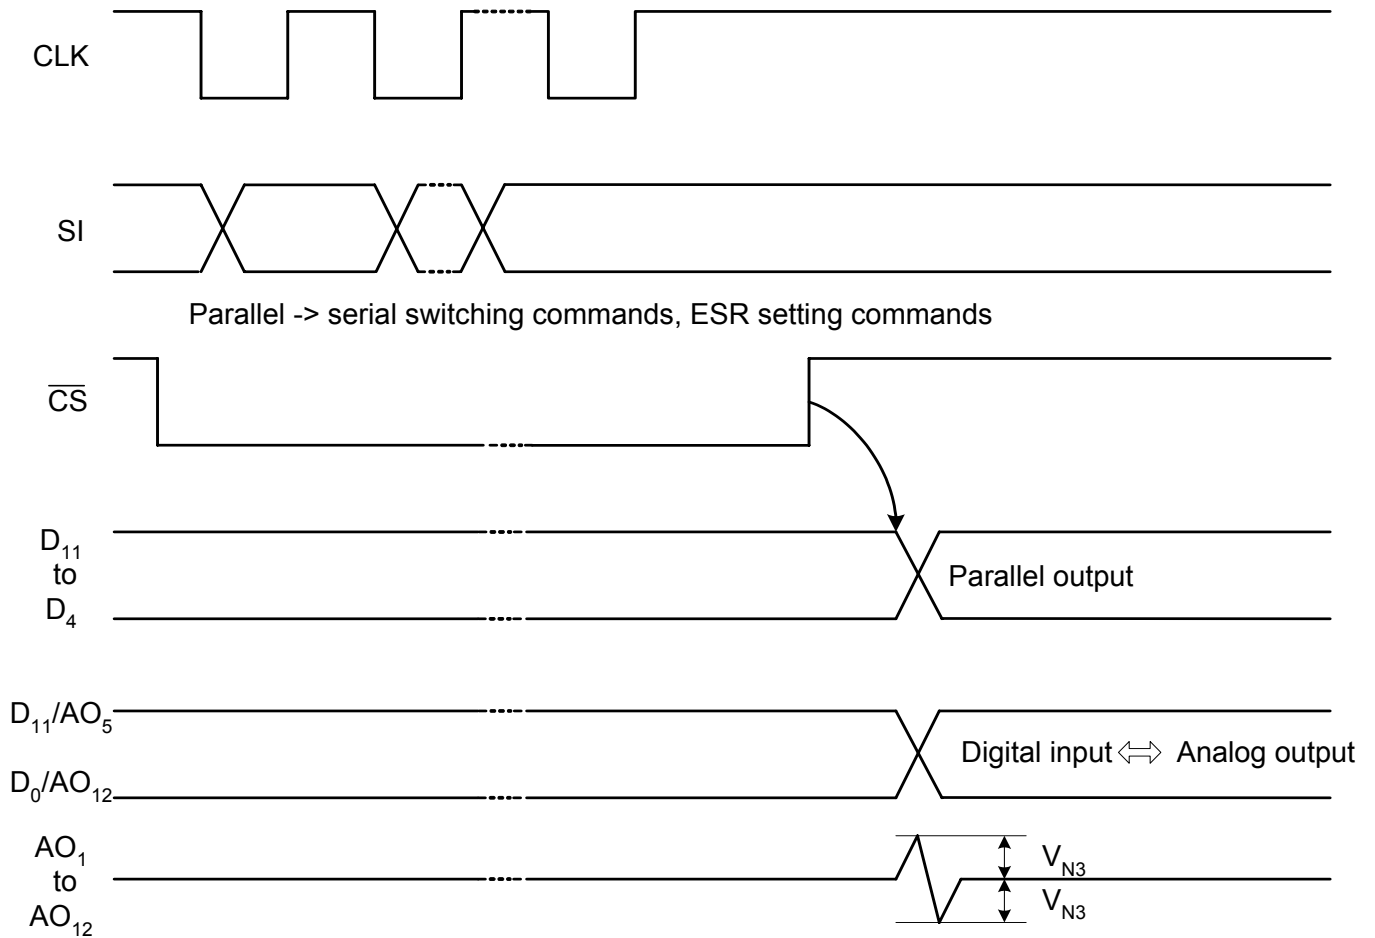 CLK
SI
Parallel -> serial switching commands, ESR setting commands
CS
D11
to
D4
Parallel output
D11/AO5
D0/AO12
Digital input ⇔ Analog output
AO1
to
AO12
VN3
VN3